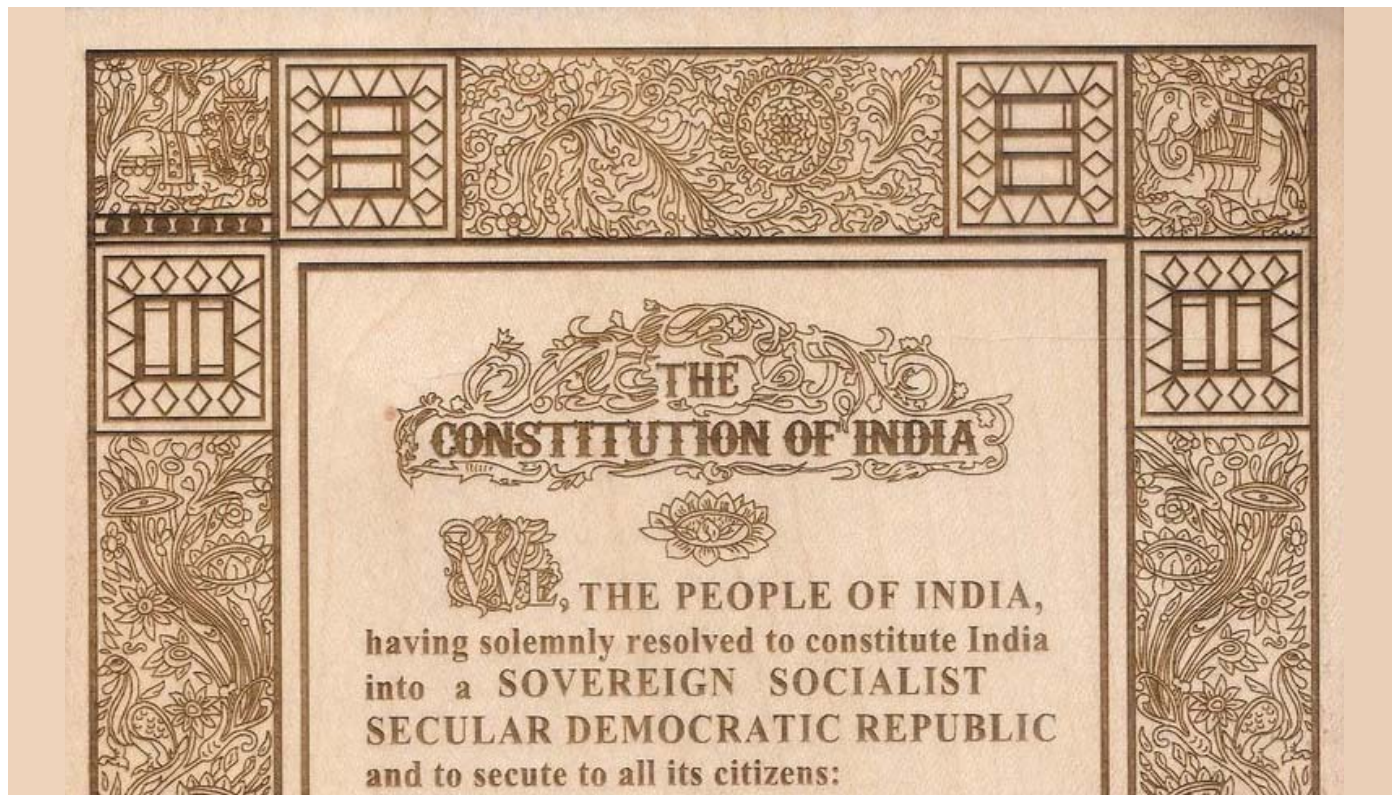 THE
CONSTITUTION OF INDIA
WE, THE PEOPLE OF INDIA,
having solemnly resolved to constitute India
into a SOVEREIGN SOCIALIST
SECULAR DEMOCRATIC REPUBLIC
and to secute to all its citizens: